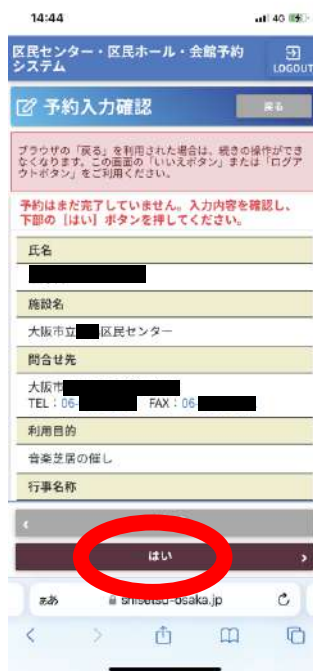 14:44
4G
区民センター・区民ホール・会館予約
システム
LOGOUT
予約入力確認
戻る
ブラウザの「戻る」を利用された場合は、続きの操作ができ
なくなります。この画面の「いいえボタン」または「ログア
ウトボタン」をご利用ください。
予約はまだ完了していません。入力内容を確認し、
下部の［はい］ボタンを押してください。
氏名
施設名
大阪市立 区民センター
問合せ先
大阪市
TEL：06- FAX：06-
利用目的
音楽芝居の催し
行事名称
はい
ああ shisetsu-osaka.jp